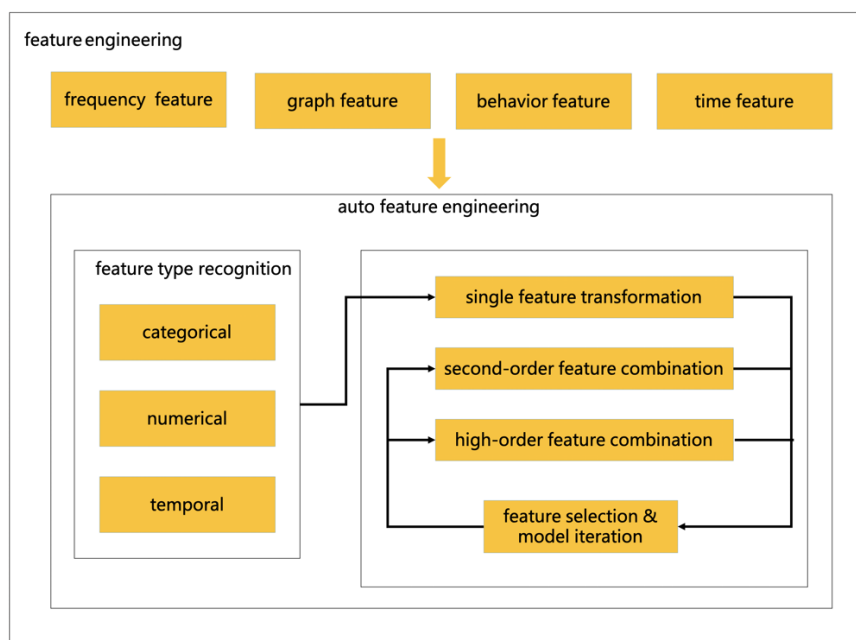 feature engineering
frequency feature
graph feature
behavior feature
time feature
auto feature engineering
feature type recognition
categorical
numerical
temporal
single feature transformation
second-order feature combination
high-order feature combination
feature selection &
model iteration